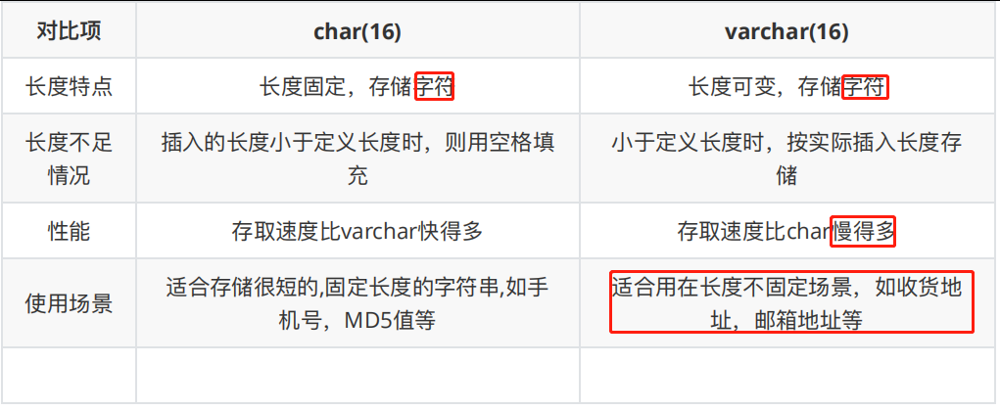 对比项 char(16) varchar(16)
长度特点 长度固定，存储字符 长度可变，存储字符
长度不足 插入的长度小于定义长度时，则用空格填 小于定义长度时，按实际插入长度存
情况 充 储
性能 存取速度比varchar快得多 存取速度比char慢得多
使用场景 适合存储很短的,固定长度的字符串,如手 适合用在长度不固定场景，如收货地
机号，MD5值等 址，邮箱地址等